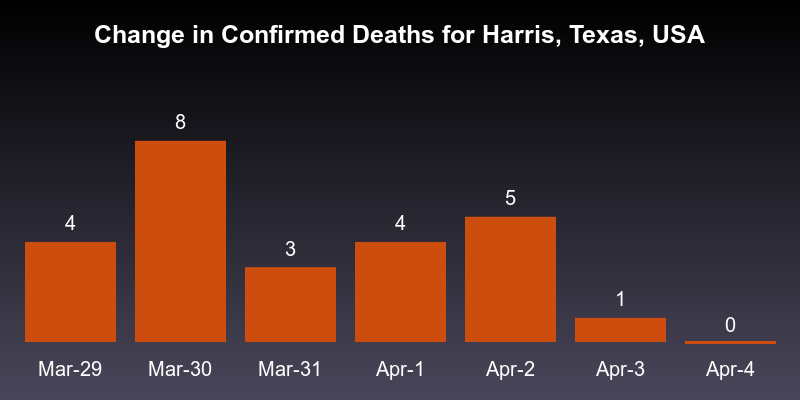 Change in Confirmed Deaths for Harris, Texas, USA
4
8
3
4
5
1
0
Mar-29
Mar-30
Mar-31
Apr-1
Apr-2
Apr-3
Apr-4